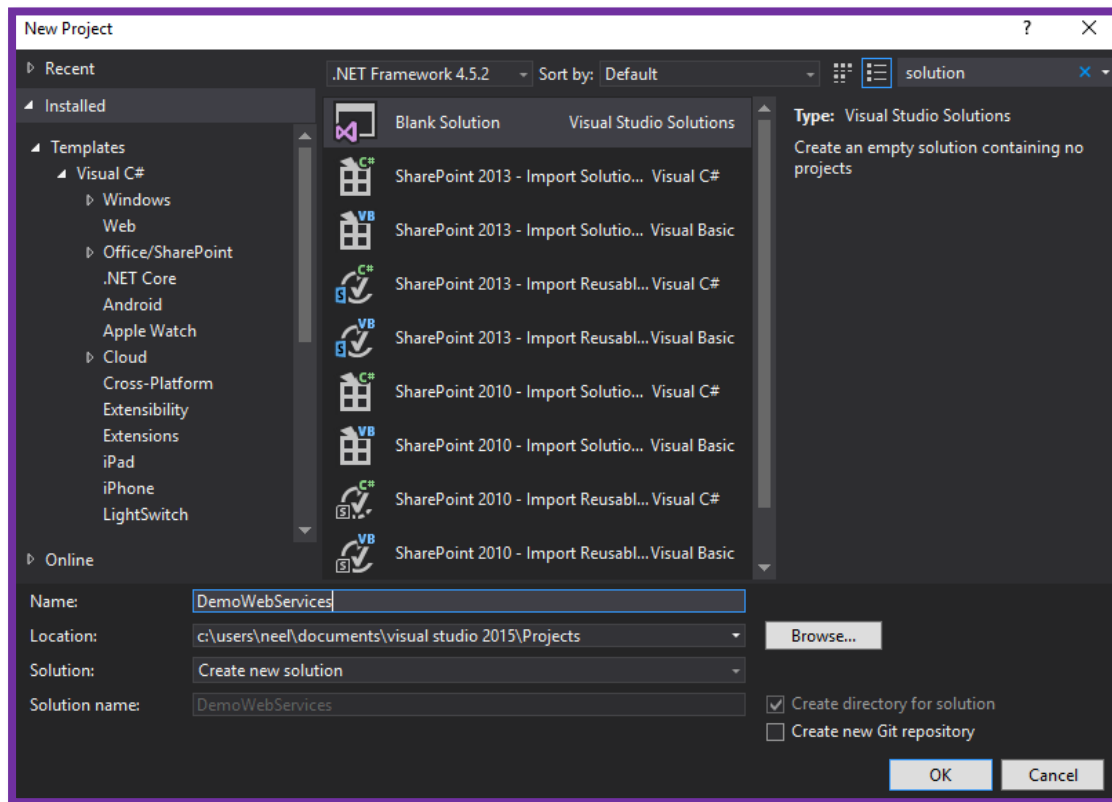 New Project ?
Recent
.NET Framework 4.5.2 Sort by: Default solution
Installed
Templates
Visual C#
Windows
Web
Office/SharePoint
.NET Core
Android
Apple Watch
Cloud
Cross-Platform
Extensibility
Extensions
iPad
iPhone
LightSwitch
Online
Blank Solution Visual Studio Solutions
C# SharePoint 2013 - Import Solutio... Visual C#
VB SharePoint 2013 - Import Solutio... Visual Basic
C# S SharePoint 2013 - Import Reusabl... Visual C#
VB S SharePoint 2013 - Import Reusabl... Visual Basic
C# SharePoint 2010 - Import Solutio... Visual C#
VB SharePoint 2010 - Import Solutio... Visual Basic
C# S SharePoint 2010 - Import Reusabl... Visual C#
VB S SharePoint 2010 - Import Reusabl... Visual Basic
Type: Visual Studio Solutions
Create an empty solution containing no
projects
Name: DemoWebServices
Location: c:\users\neel\documents\visual studio 2015\Projects Browse...
Solution: Create new solution
Solution name: DemoWebServices
Create directory for solution
Create new Git repository
OK Cancel